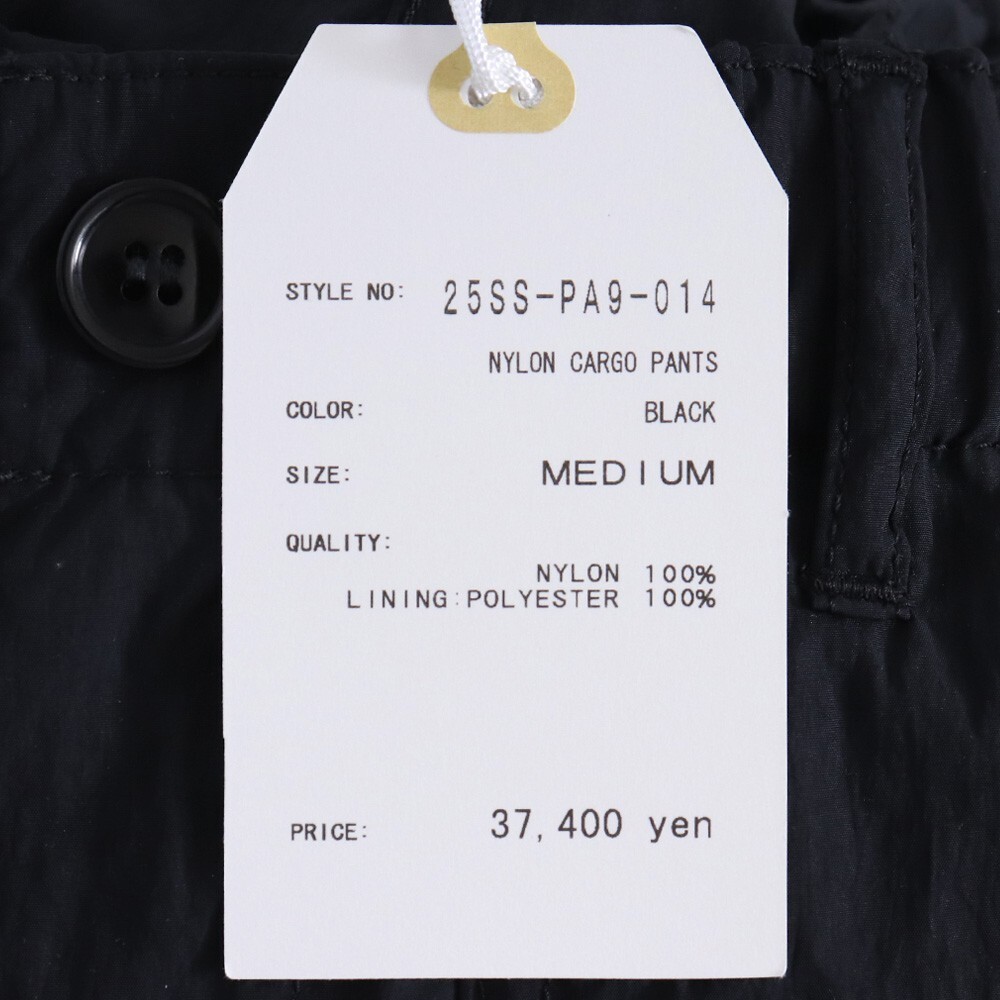 STYLE NO: 25SS-PA9-014
NYLON CARGO PANTS
COLOR: BLACK
SIZE: MEDIUM
QUALITY:
NYLON 100%
LINING:POLYESTER 100%
PRICE: 37,400 yen